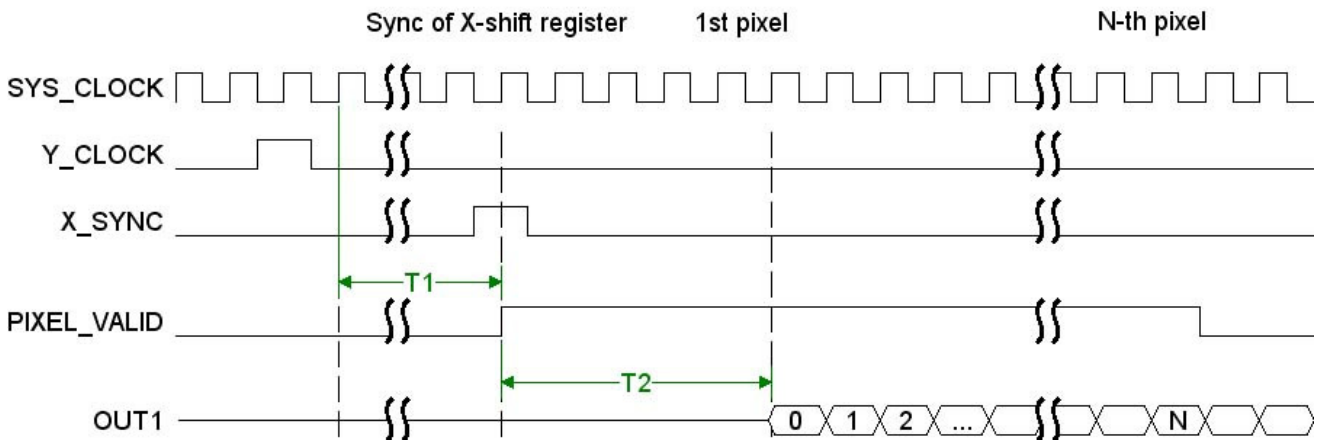 Sync of X-shift register 1st pixel N-th pixel
SYS_CLOCK
Y_CLOCK
X_SYNC
T1
PIXEL_VALID
T2
OUT1 0 1 2 ... N